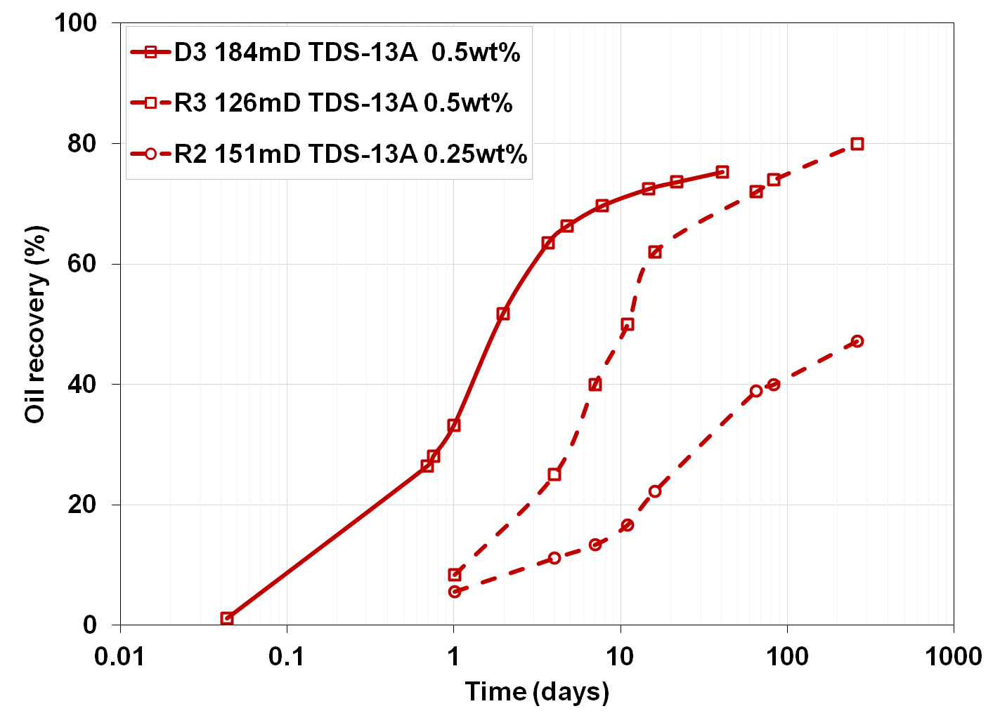 100
80
60
40
20
0
Oil recovery (%)
D3 184mD TDS-13A  0.5wt%
R3 126mD TDS-13A 0.5wt%
R2 151mD TDS-13A 0.25wt%
0.01 0.1 1 10 100 1000
Time (days)